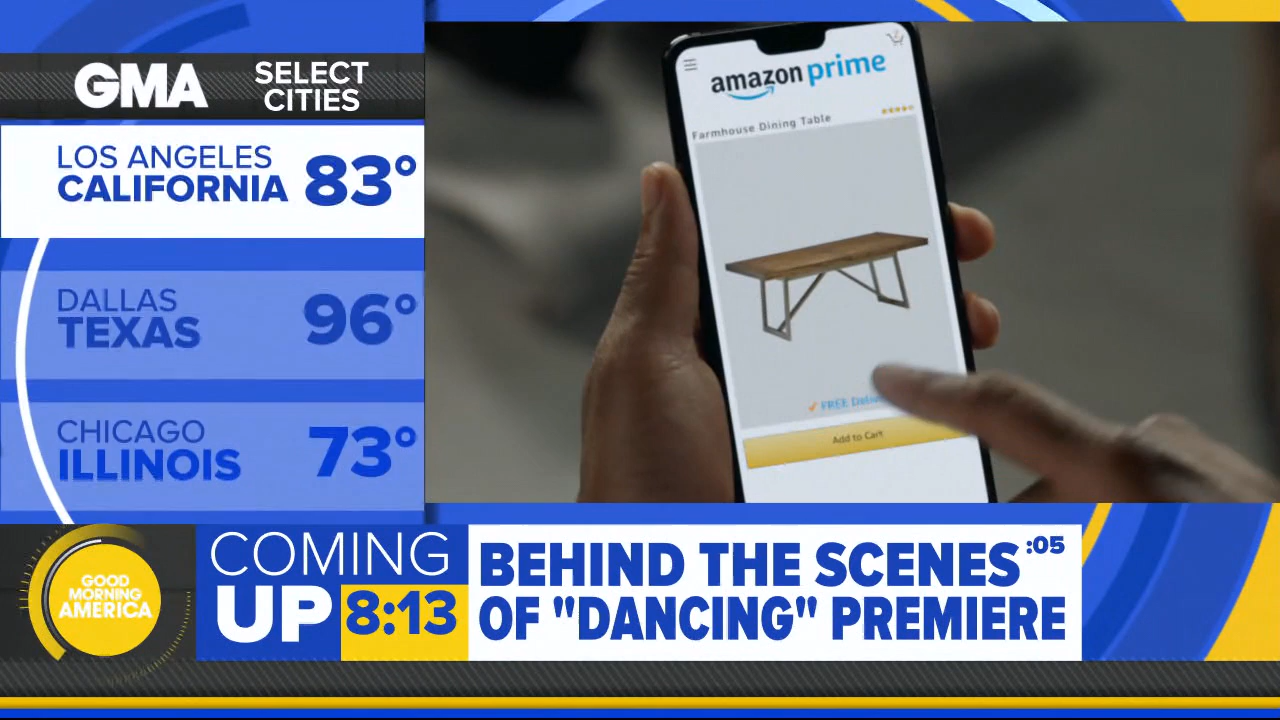 GMA
SELECT
CITIES
LOS ANGELES
CALIFORNIA 83°
DALLAS
TEXAS 96°
CHICAGO
ILLINOIS 73°
amazon prime
Farmhouse Dining Table
FREE
Add to Cart
GOOD
MORNING
AMERICA
COMING
UP 8:13
BEHIND THE SCENES :05
OF "DANCING" PREMIERE